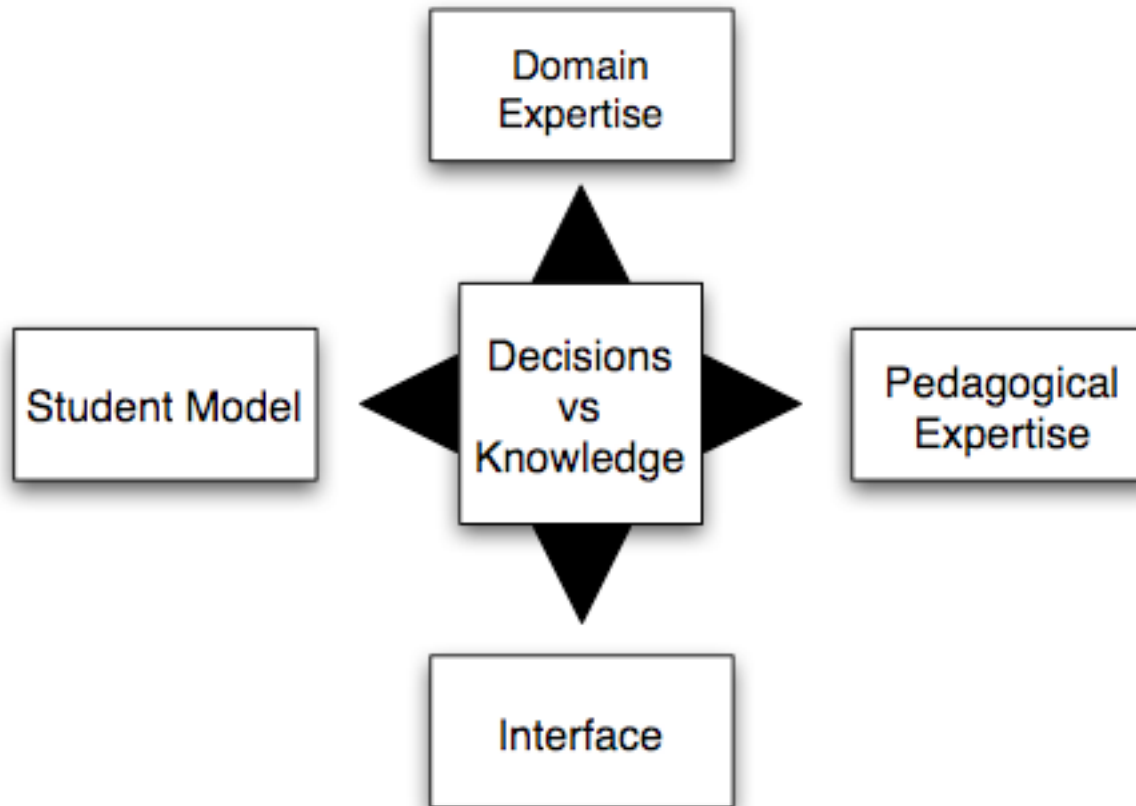 Domain
Expertise
Student Model
Decisions
vs
Knowledge
Pedagogical
Expertise
Interface